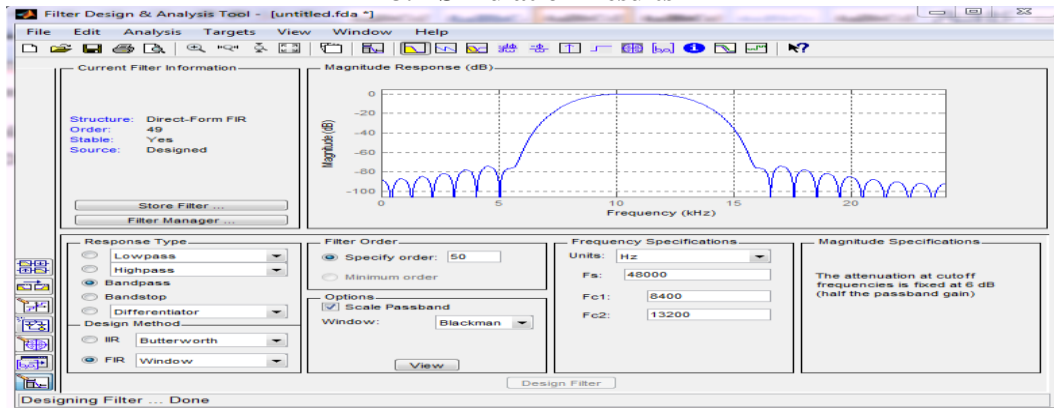 Filter Design & Analysis Tool - [untitled.fda *]
File Edit Analysis Targets View Window Help
Current Filter Information
Structure: Direct-Form FIR
Order: 49
Stable: Yes
Source: Designed
Store Filter ...
Filter Manager ...
Magnitude Response (dB)
0
-20
-40
-60
-80
-100
Magnitude (dB)
0 5 10 15 20
Frequency (kHz)
Response Type
Lowpass
Highpass
Bandpass
Bandstop
Differentiator
Design Method
IIR Butterworth
FIR Window
Filter Order
Specify order: 50
Minimum order
Options
Scale Passband
Window: Blackman
View
Frequency Specifications
Units: Hz
Fs: 48000
Fc1: 8400
Fc2: 13200
Magnitude Specifications
The attenuation at cutoff
frequencies is fixed at 6 dB
(half the passband gain)
Design Filter
Designing Filter ... Done